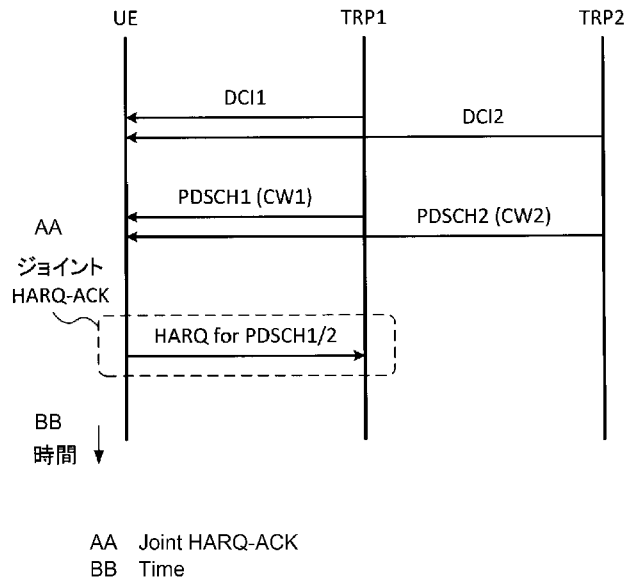 UE TRP1 TRP2
DCI1
DCI2
PDSCH1 (CW1)
PDSCH2 (CW2)
AA
ジョイント
HARQ-ACK
HARQ for PDSCH1/2
BB
時間
AA Joint HARQ-ACK
BB Time